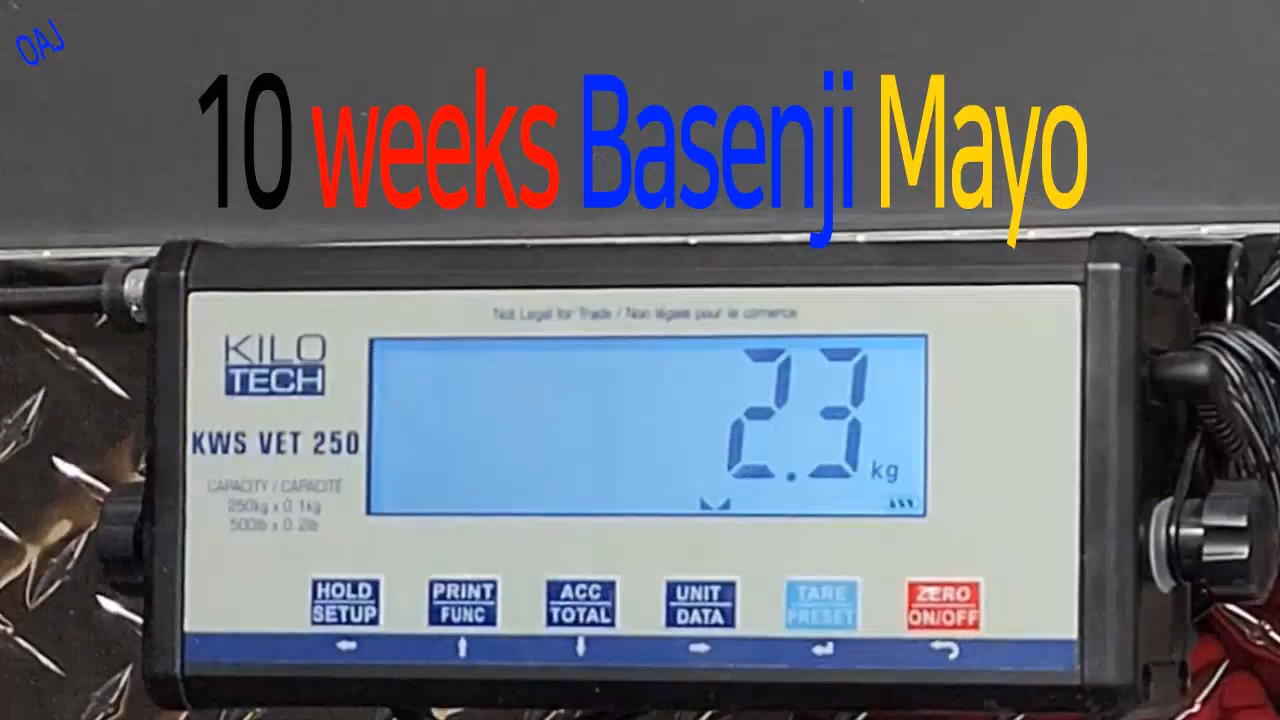 OAJ
10 weeks Basenji Mayo
Not Legal for Trade / Non légale pour le comerce
KILO
TECH
2.3 kg
KWS VET 250
CAPACITY / CAPACITÉ
250kg x 0.1kg
500lb x 0.2lb
HOLD SETUP
PRINT FUNC
ACC TOTAL
UNIT DATA
TARE PRESET
ZERO ON/OFF